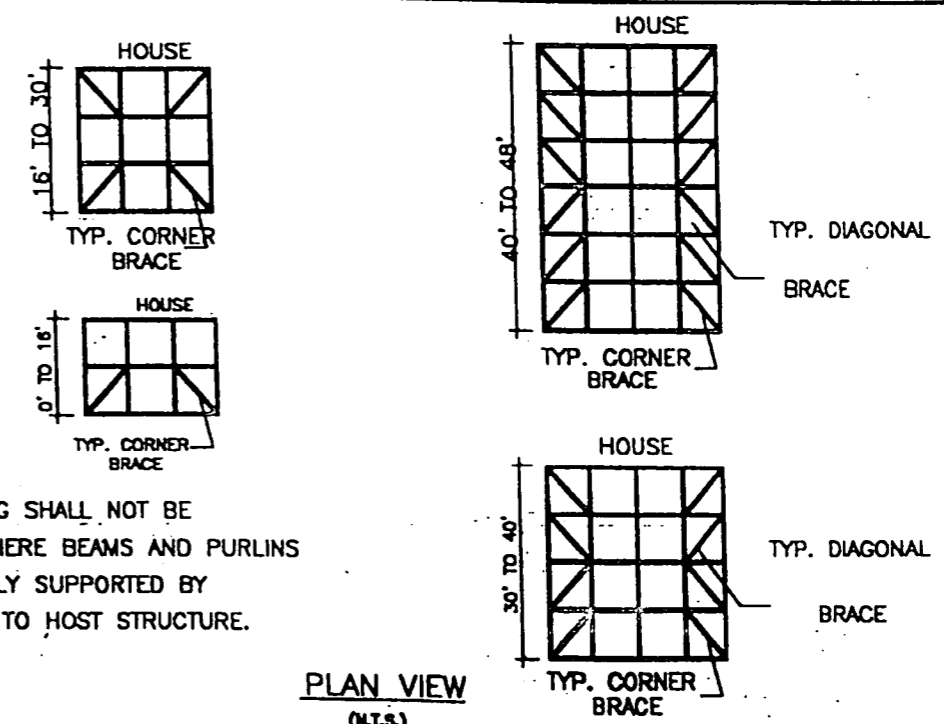 HOUSE
16' TO 30'
TYP. CORNER
BRACE
HOUSE
0' TO 16'
TYP. CORNER
BRACE
G SHALL NOT BE
HERE BEAMS AND PURLINS
LY SUPPORTED BY
TO HOST STRUCTURE.
HOUSE
40' TO 48'
TYP. DIAGONAL
BRACE
TYP. CORNER
BRACE
HOUSE
30' TO 40'
TYP. DIAGONAL
BRACE
TYP. CORNER
BRACE
PLAN VIEW
(N.T.S.)